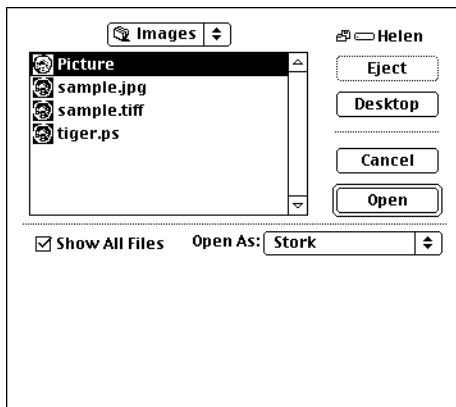 Images
Helen
Picture
sample.jpg
sample.tiff
tiger.ps
Eject
Desktop
Cancel
Open
Show All Files
Open As: Stork